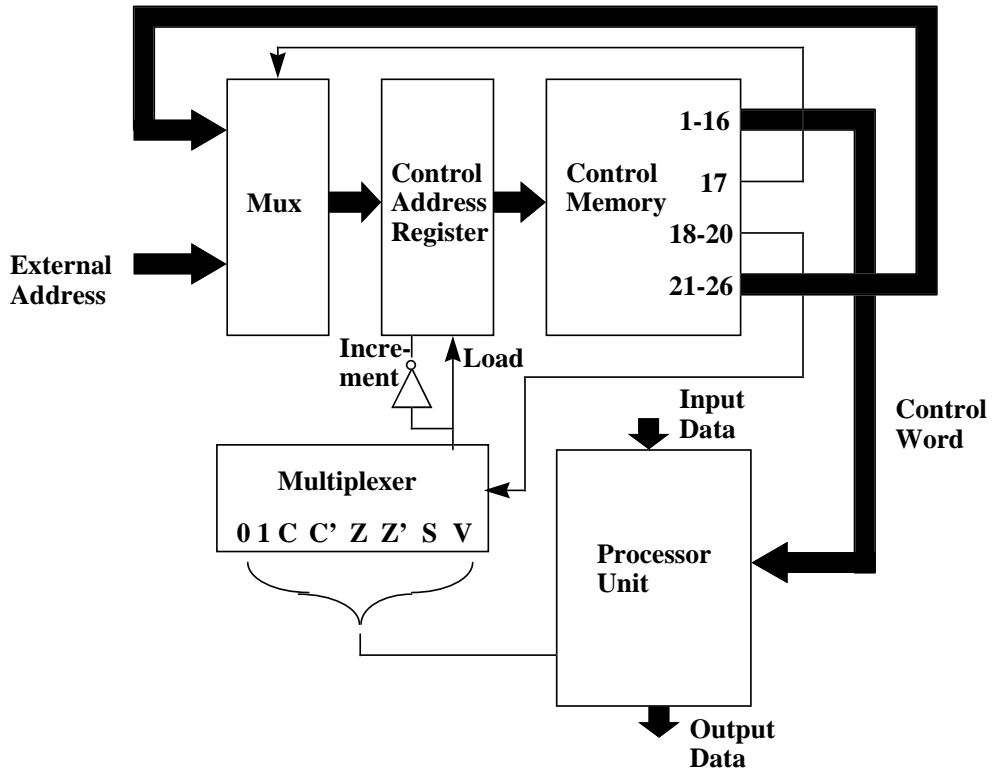 1-16
Control
Address
Register
Control
Memory
17
Mux
18-20
External
Address
21-26
Incre-
ment
Load
Input
Data
Control
Word
Multiplexer
0 1 C C’ Z Z’ S V
Processor
Unit
Output
Data